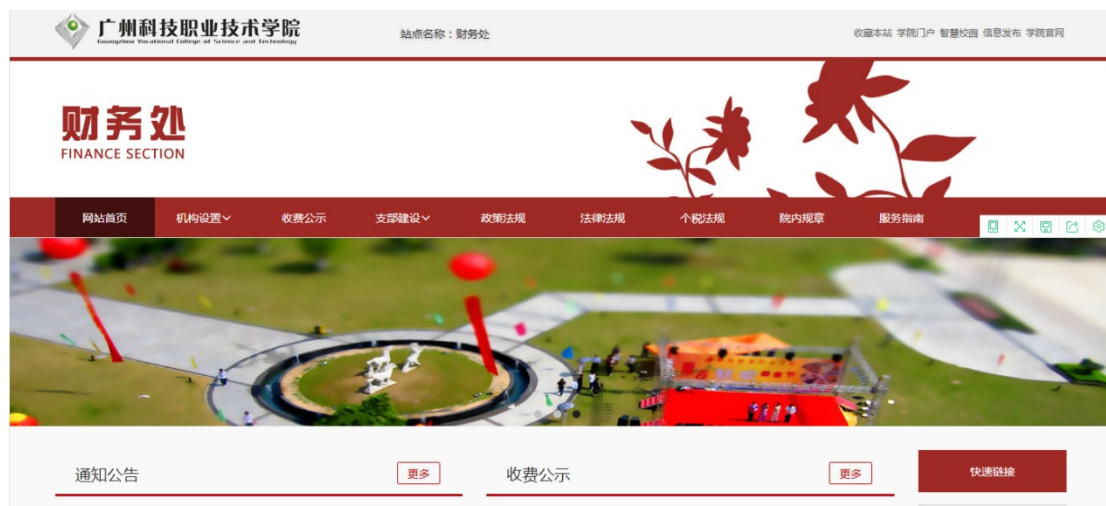 广州科技职业技术学院
Guangzhou Vocational College of Science and Technology
站点名称：财务处
收藏本站 学院门户 智慧校园 信息发布 学院官网
财务处
FINANCE SECTION
网站首页 机构设置 收费公示 支部建设 政策法规 法律法规 个税法规 院内规章 服务指南
通知公告 更多 收费公示 更多 快速链接